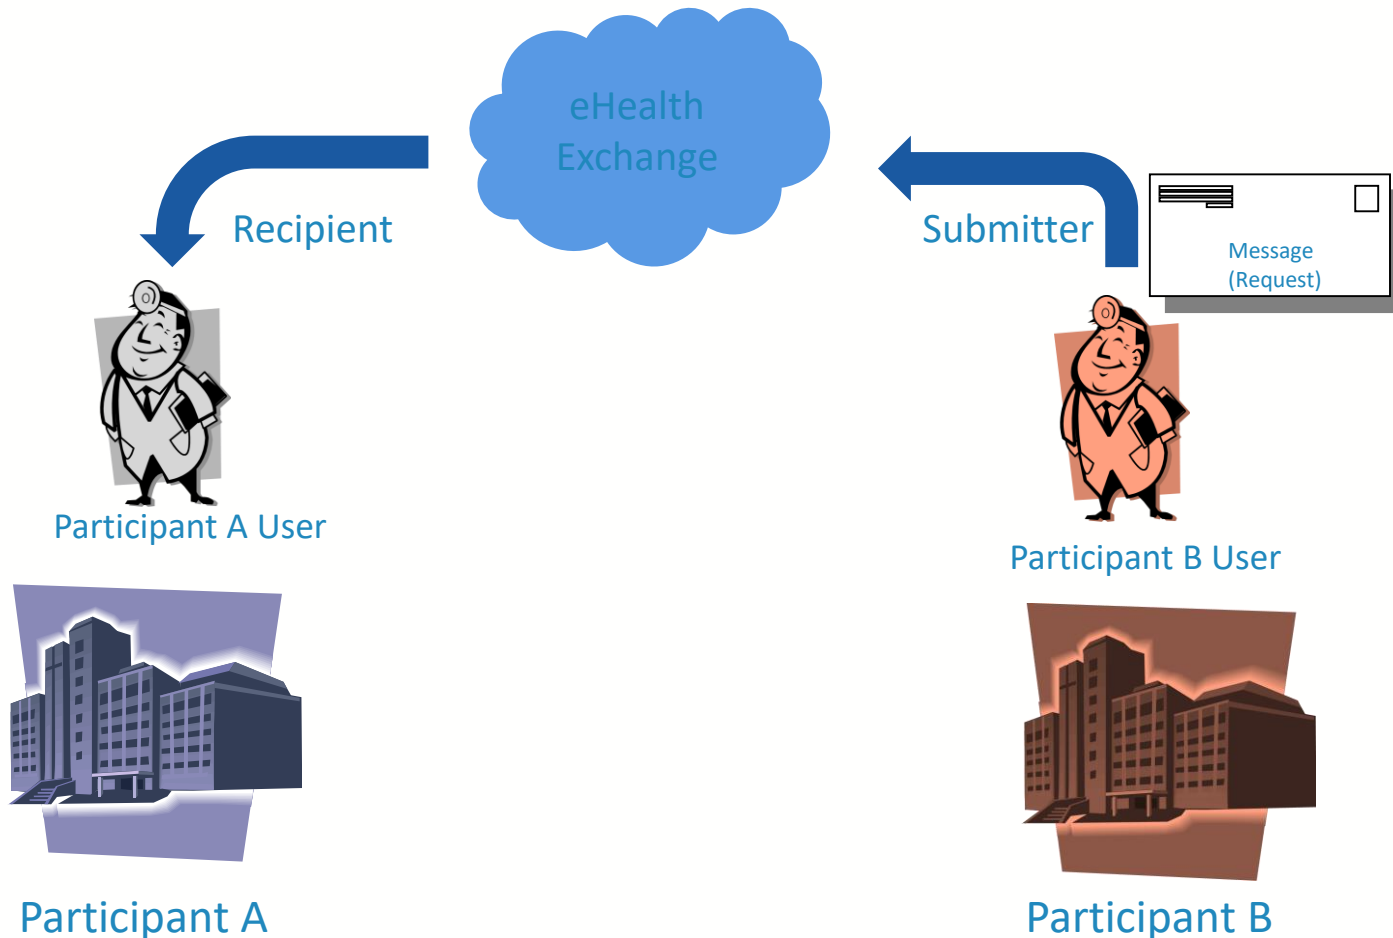 eHealth
Exchange
Recipient
Submitter
Message
(Request)
Participant A User
Participant B User
Participant A
Participant B